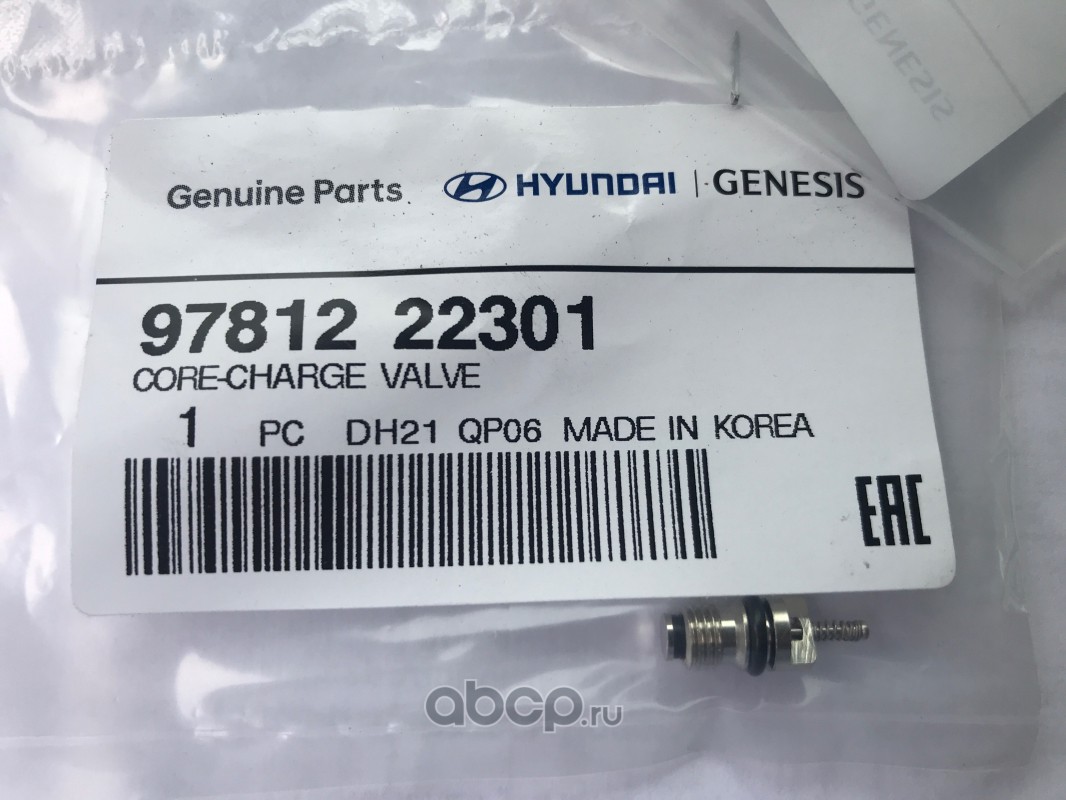 GENESIS
Genuine Parts HYUNDAI | GENESIS
97812 22301
CORE-CHARGE VALVE
1 PC DH21 QP06 MADE IN KOREA
EAC
abcp.ru